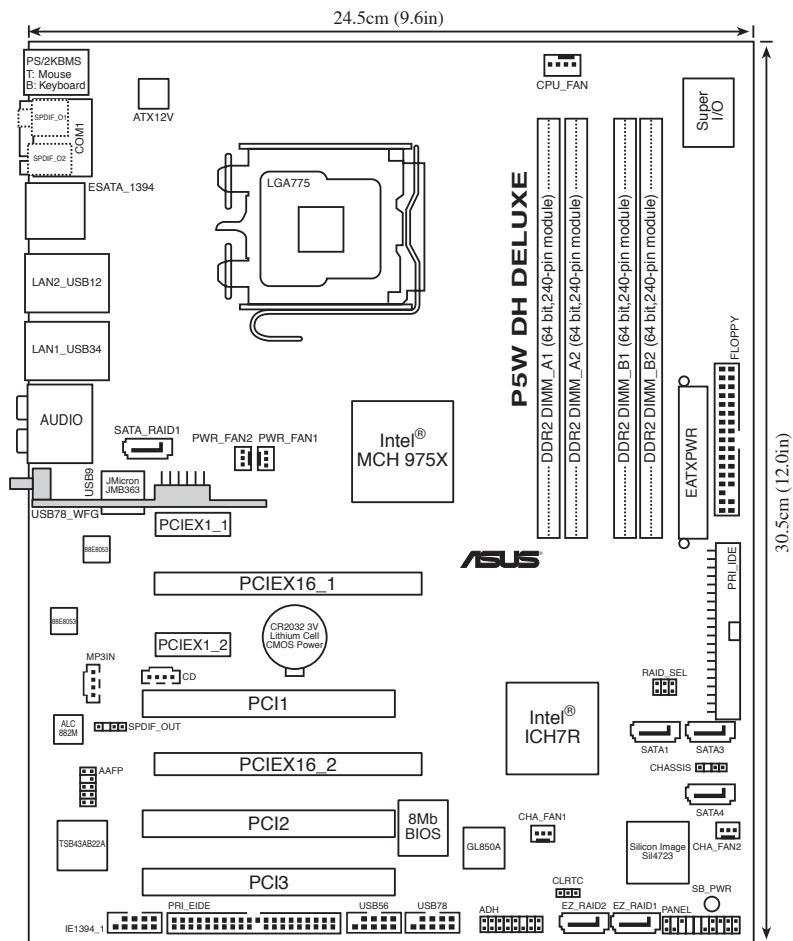 24.5cm (9.6in)
PS/2KBMS
T: Mouse
B: Keyboard
SPDIF_O1
SPDIF_O2
COM1
ATX12V
CPU_FAN
Super
I/O
ESATA_1394
LGA775
P5W DH DELUXE
DDR2 DIMM_A1 (64 bit,240-pin module)
DDR2 DIMM_A2 (64 bit,240-pin module)
DDR2 DIMM_B1 (64 bit,240-pin module)
DDR2 DIMM_B2 (64 bit,240-pin module)
LAN2_USB12
LAN1_USB34
FLOPPY
AUDIO
SATA_RAID1
PWR_FAN2
PWR_FAN1
Intel®
MCH 975X
EATXPWR
30.5cm (12.0in)
USB9
JMicron
JMB363
USB78_WFG
PCIEX1_1
88E8053
ASUS®
PRI_IDE
PCIEX16_1
88E8053
CR2032 3V
Lithium Cell
CMOS Power
PCIEX1_2
MP3IN
CD
RAID_SEL
PCI1
Intel®
ICH7R
ALC
882M
SPDIF_OUT
SATA1
SATA3
PCIEX16_2
CHASSIS
AAFP
SATA4
PCI2
8Mb
BIOS
CHA_FAN1
TSB43AB22A
GL850A
Silicon Image
SiI4723
CHA_FAN2
PCI3
CLRTC
SB_PWR
IE1394_1
PRI_EIDE
USB56
USB78
ADH
EZ_RAID2
EZ_RAID1
PANEL